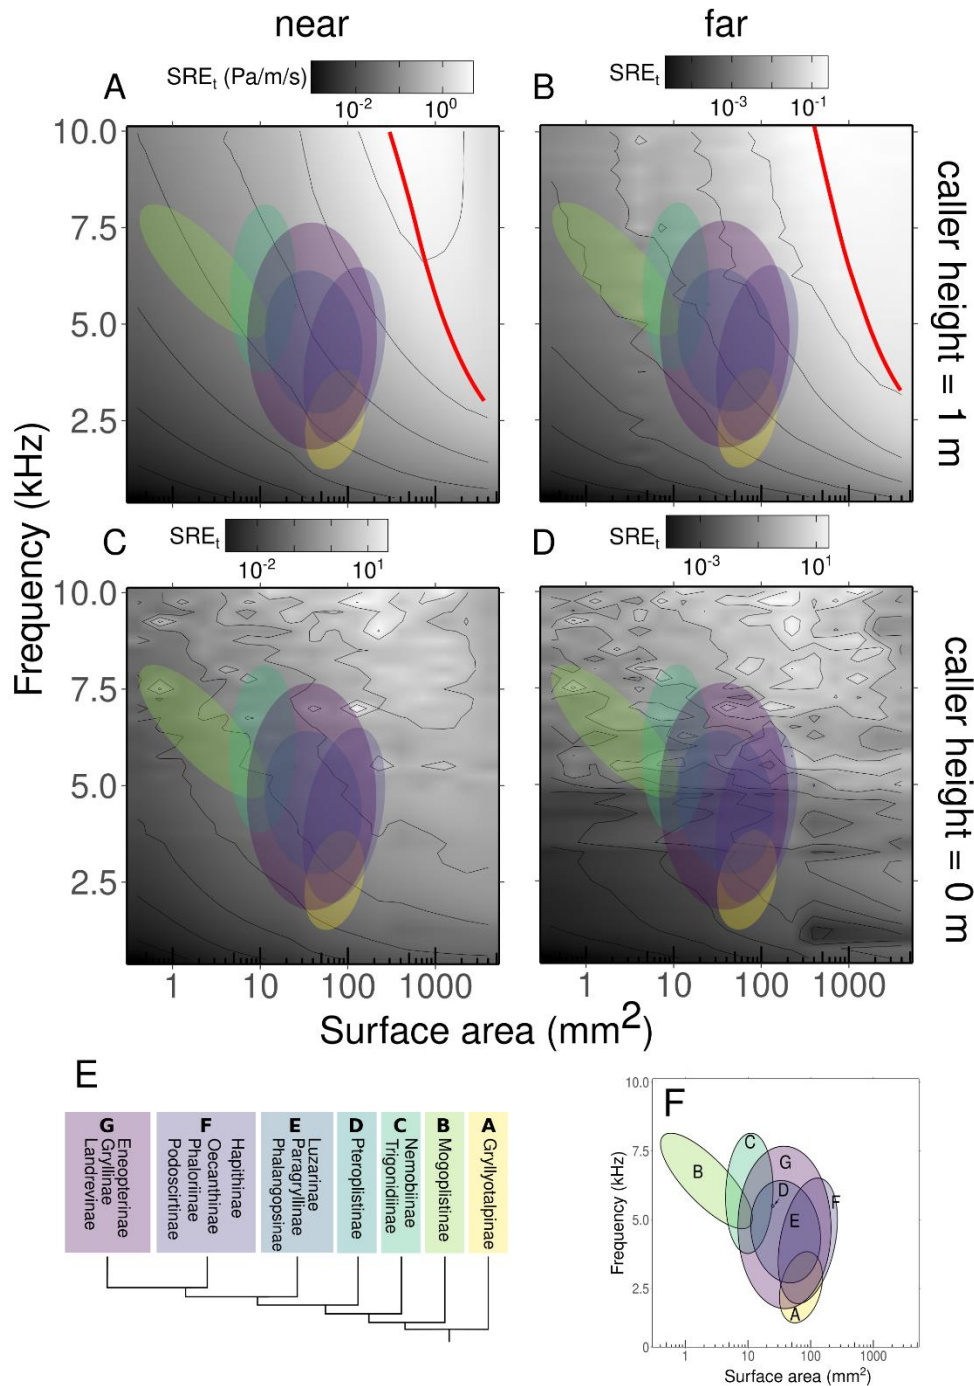 near
far
A
SREₜ (Pa/m/s)
10⁻²
10⁰
B
SREₜ
10⁻³
10⁻¹
10.0
7.5
5.0
2.5
caller height = 1 m
Frequency (kHz)
C
SREₜ
10⁻²
10¹
D
SREₜ
10⁻³
10¹
10.0
7.5
5.0
2.5
caller height = 0 m
1
10
100
1000
1
10
100
1000
Surface area (mm²)
E
G
Eneopterinae
Gryllinae
Landrevinae
F
Hapithinae
Oecanthinae
Phaloriinae
Podoscirtinae
E
Luzarinae
Paragryllinae
Phalangopsinae
D
Pteroplistinae
C
Nemobiinae
Trigonidiinae
B
Mogoplistinae
A
Gryllyotalpinae
F
Frequency (kHz)
10.0
7.5
5.0
2.5
0
B
C
G
D
E
F
A
1
10
100
1000
Surface area (mm²)